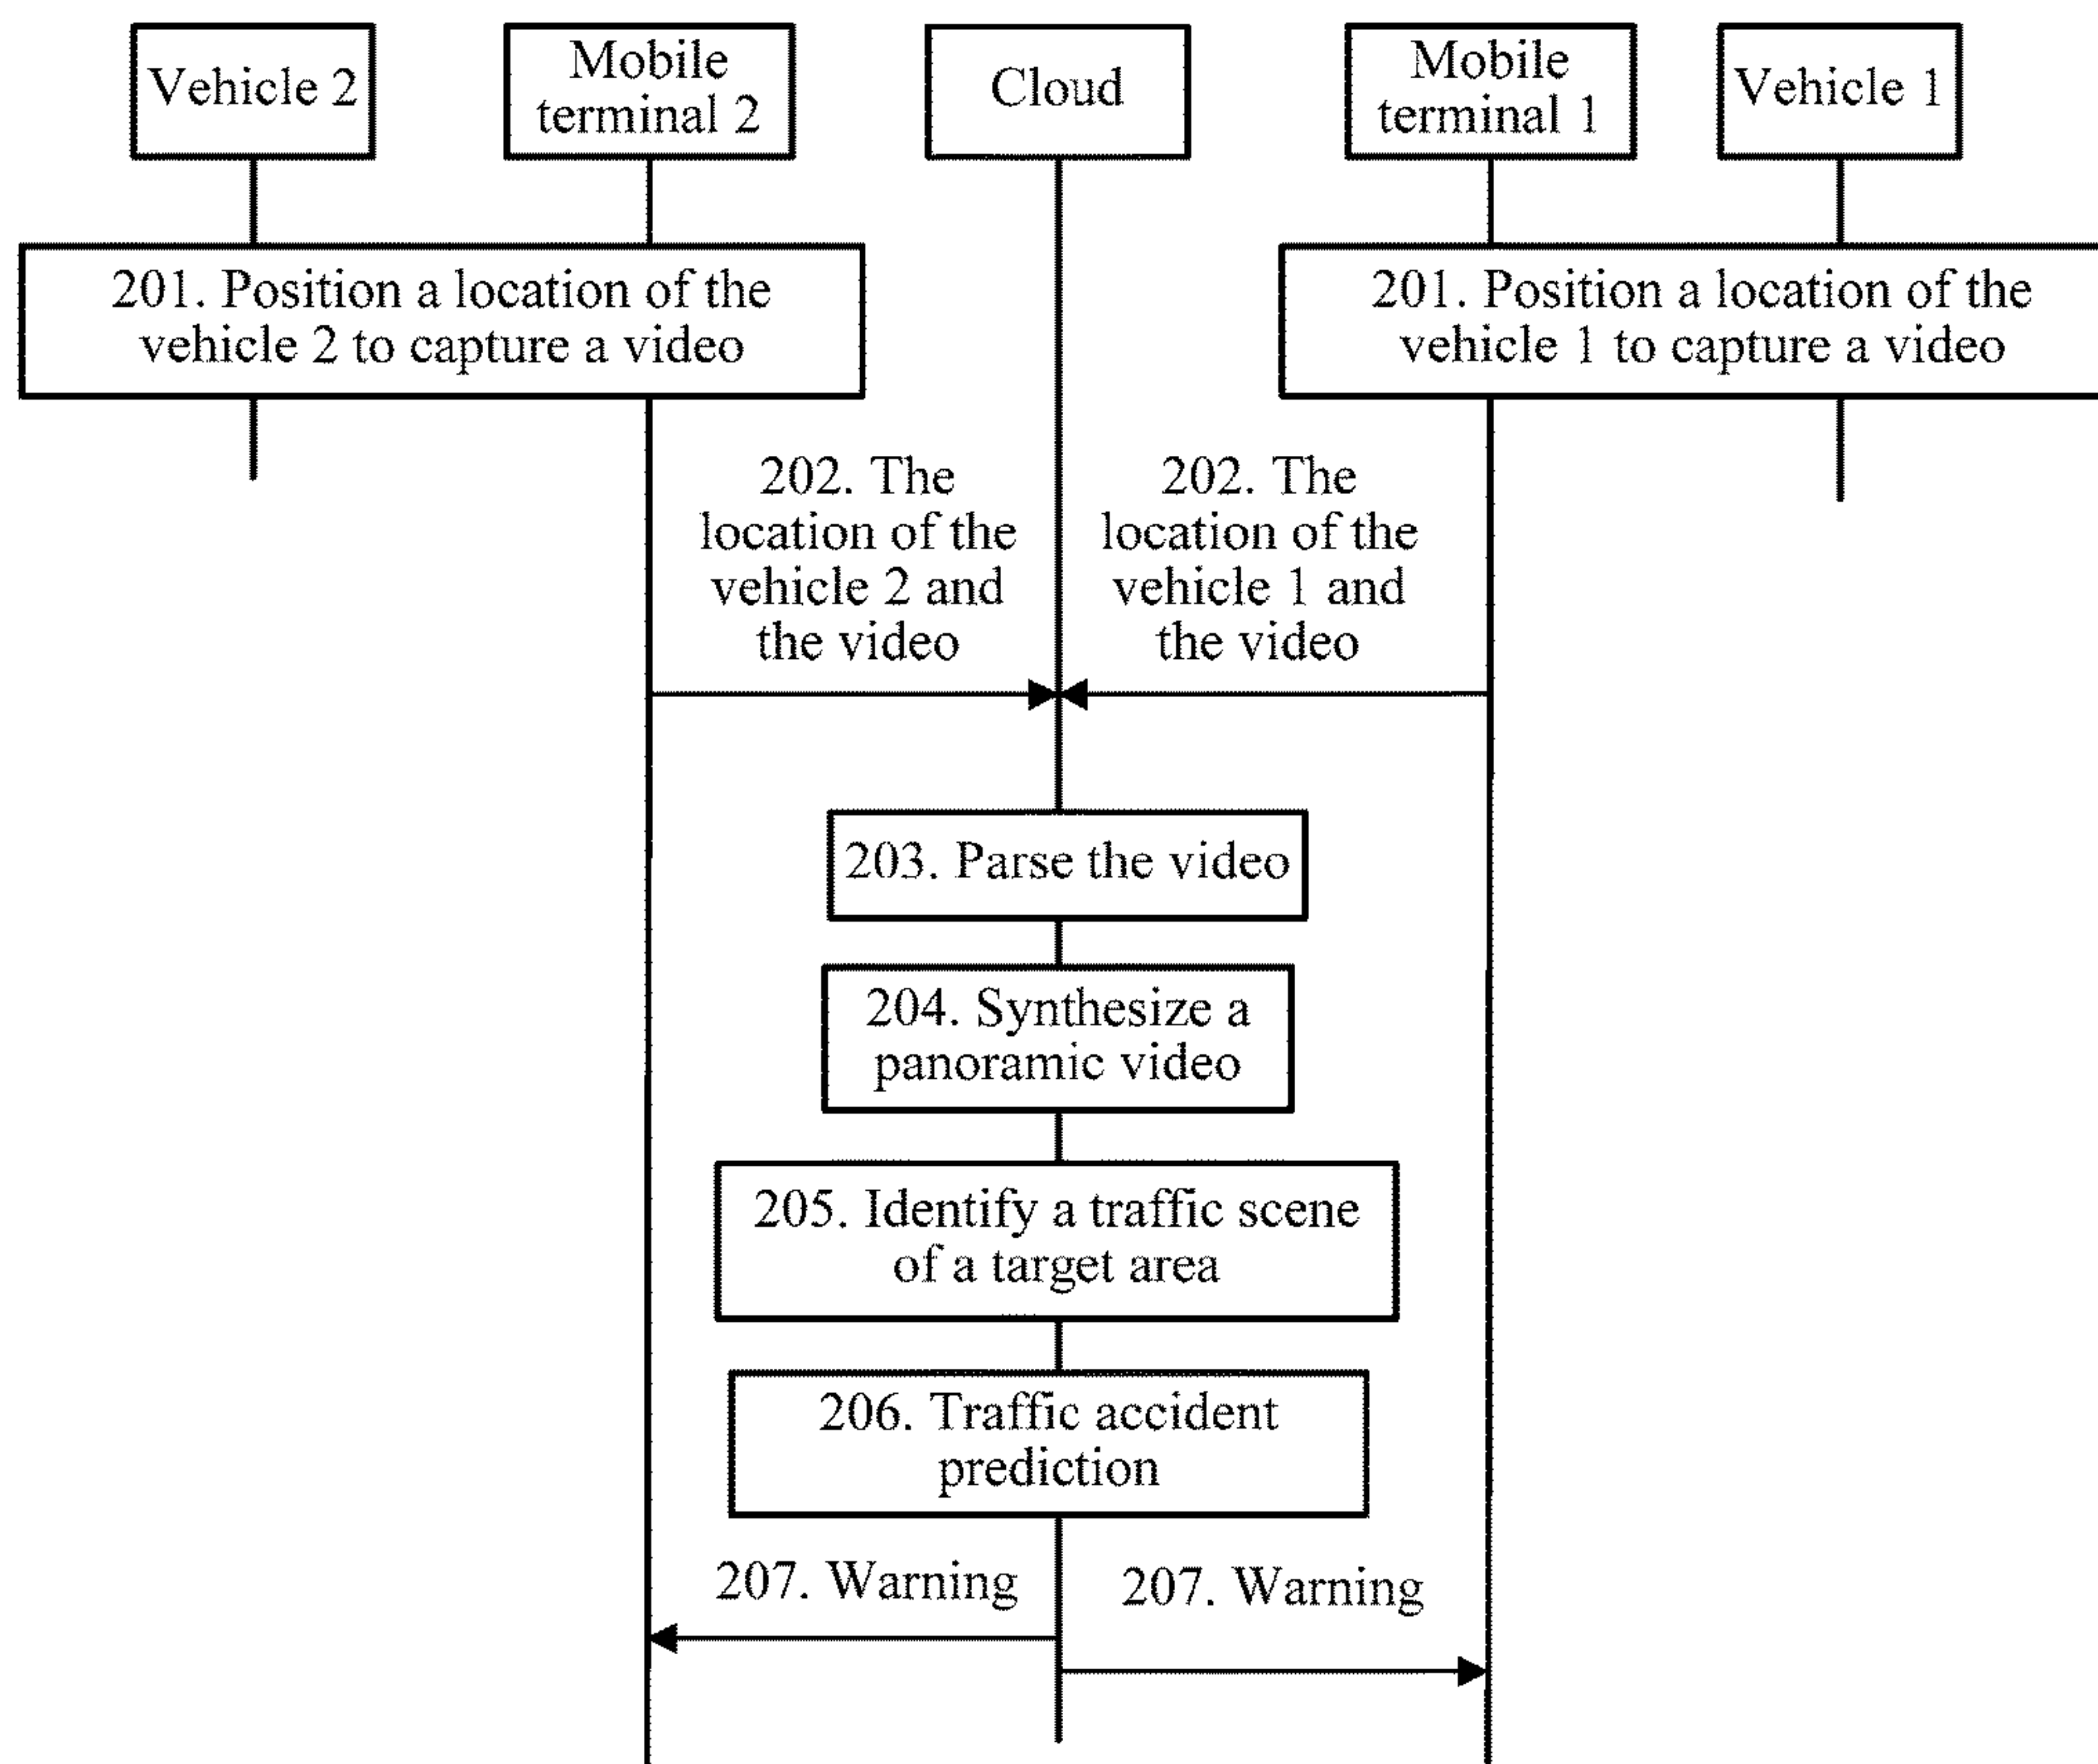 Vehicle 2
Mobile
terminal 2
Cloud
Mobile
terminal 1
Vehicle 1
201. Position a location of the
vehicle 2 to capture a video
201. Position a location of the
vehicle 1 to capture a video
202. The
location of the
vehicle 2 and
the video
202. The
location of the
vehicle 1 and
the video
203. Parse the video
204. Synthesize a
panoramic video
205. Identify a traffic scene
of a target area
206. Traffic accident
prediction
207. Warning
207. Warning